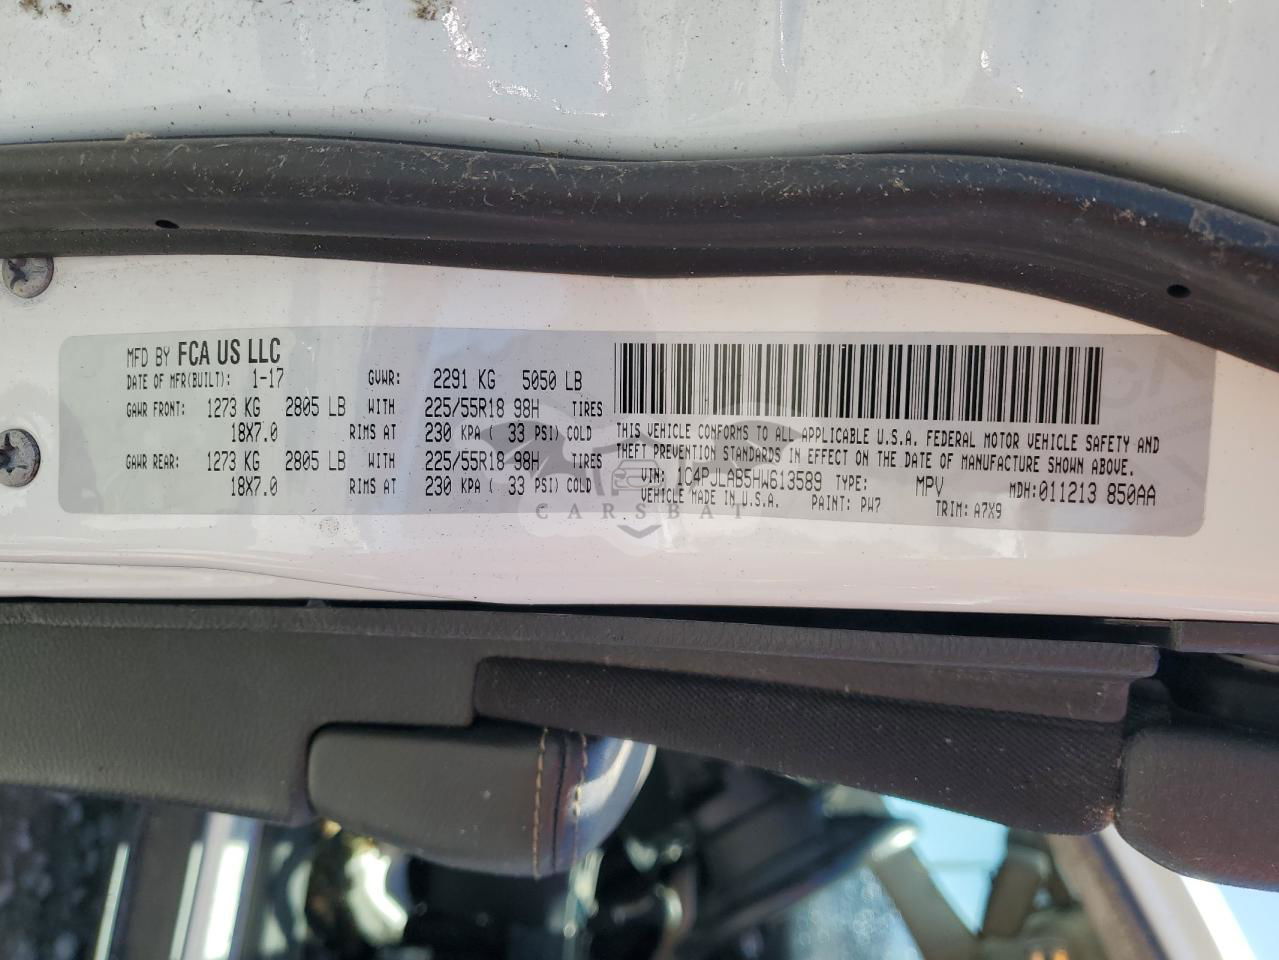 MFD BY FCA US LLC
DATE OF MFR(BUILT): 1-17 GVWR: 2291 KG 5050 LB
GAWR FRONT: 1273 KG 2805 LB WITH 225/55R18 98H TIRES
18X7.0 RIMS AT 230 KPA ( 33 PSI) COLD
GAWR REAR: 1273 KG 2805 LB WITH 225/55R18 98H TIRES
18X7.0 RIMS AT 230 KPA ( 33 PSI) COLD
THIS VEHICLE CONFORMS TO ALL APPLICABLE U.S.A. FEDERAL MOTOR VEHICLE SAFETY AND
THEFT PREVENTION STANDARDS IN EFFECT ON THE DATE OF MANUFACTURE SHOWN ABOVE.
VIN: 1C4PJLAB5HW613589 TYPE: MPV MDH:011213 850AA
VEHICLE MADE IN U.S.A. PAINT: PW7 TRIM: A7X9
CARSBAT